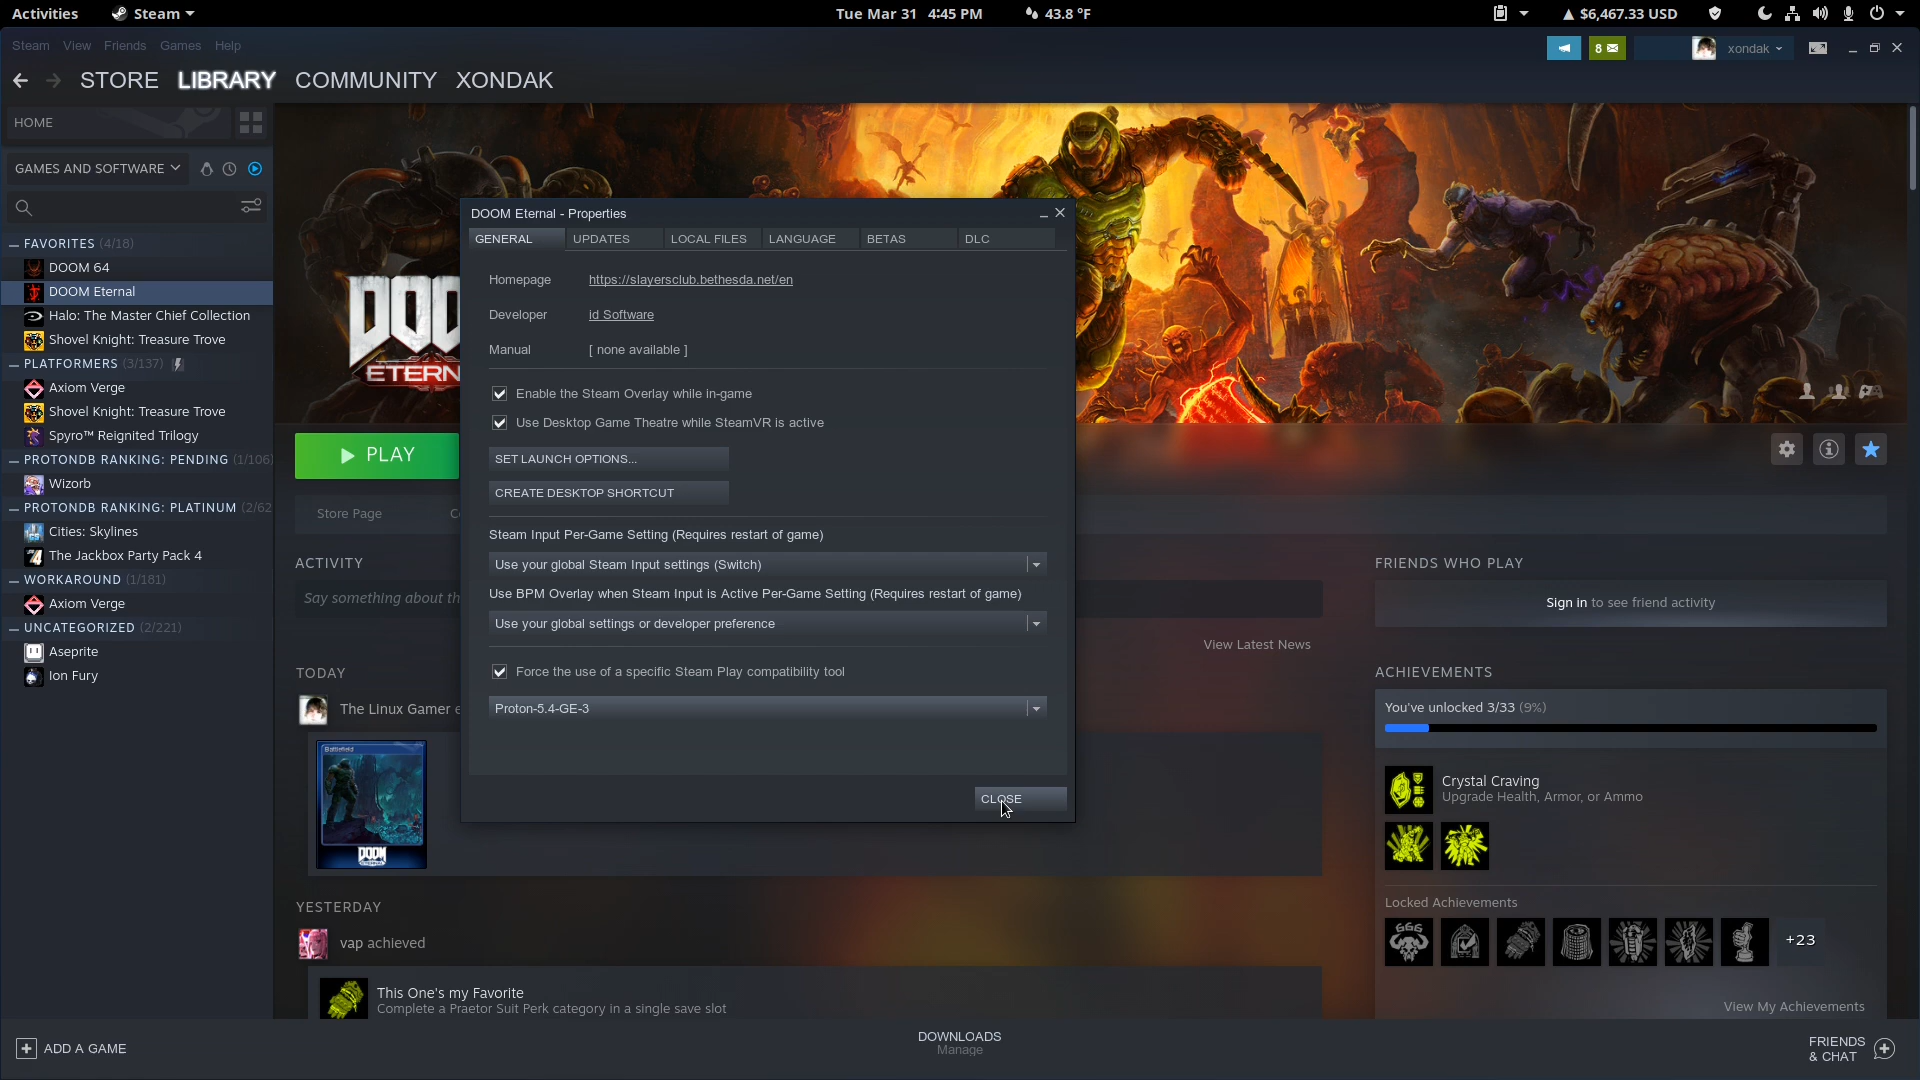 Activities
Steam
Tue Mar 31 4:45 PM
43.8 °F
▲ $6,467.33 USD
Steam View Friends Games Help
8
xondak
STORE LIBRARY COMMUNITY XONDAK
HOME
GAMES AND SOFTWARE
FAVORITES (4/18)
DOOM 64
DOOM Eternal
Halo: The Master Chief Collection
Shovel Knight: Treasure Trove
PLATFORMERS (3/137)
Axiom Verge
Shovel Knight: Treasure Trove
Spyro™ Reignited Trilogy
PROTONDB RANKING: PENDING (1/106)
Wizorb
PROTONDB RANKING: PLATINUM (2/62
Cities: Skylines
The Jackbox Party Pack 4
WORKAROUND (1/181)
Axiom Verge
UNCATEGORIZED (2/221)
Aseprite
Ion Fury
ADD A GAME
DOOM Eternal - Properties
GENERAL UPDATES LOCAL FILES LANGUAGE BETAS DLC
Homepage https://slayersclub.bethesda.net/en
Developer id Software
Manual [ none available ]
Enable the Steam Overlay while in-game
Use Desktop Game Theatre while SteamVR is active
SET LAUNCH OPTIONS...
CREATE DESKTOP SHORTCUT
Steam Input Per-Game Setting (Requires restart of game)
Use your global Steam Input settings (Switch)
Use BPM Overlay when Steam Input is Active Per-Game Setting (Requires restart of game)
Use your global settings or developer preference
Force the use of a specific Steam Play compatibility tool
Proton-5.4-GE-3
CLOSE
ETERN
PLAY
Store Page
ACTIVITY
Say something about th
View Latest News
TODAY
The Linux Gamer e
Battlefield
DOOM
ETERNAL
YESTERDAY
vap achieved
This One's my Favorite
Complete a Praetor Suit Perk category in a single save slot
FRIENDS WHO PLAY
Sign in to see friend activity
ACHIEVEMENTS
You've unlocked 3/33 (9%)
Crystal Craving
Upgrade Health, Armor, or Ammo
Locked Achievements
666
+23
View My Achievements
DOWNLOADS
Manage
FRIENDS
& CHAT